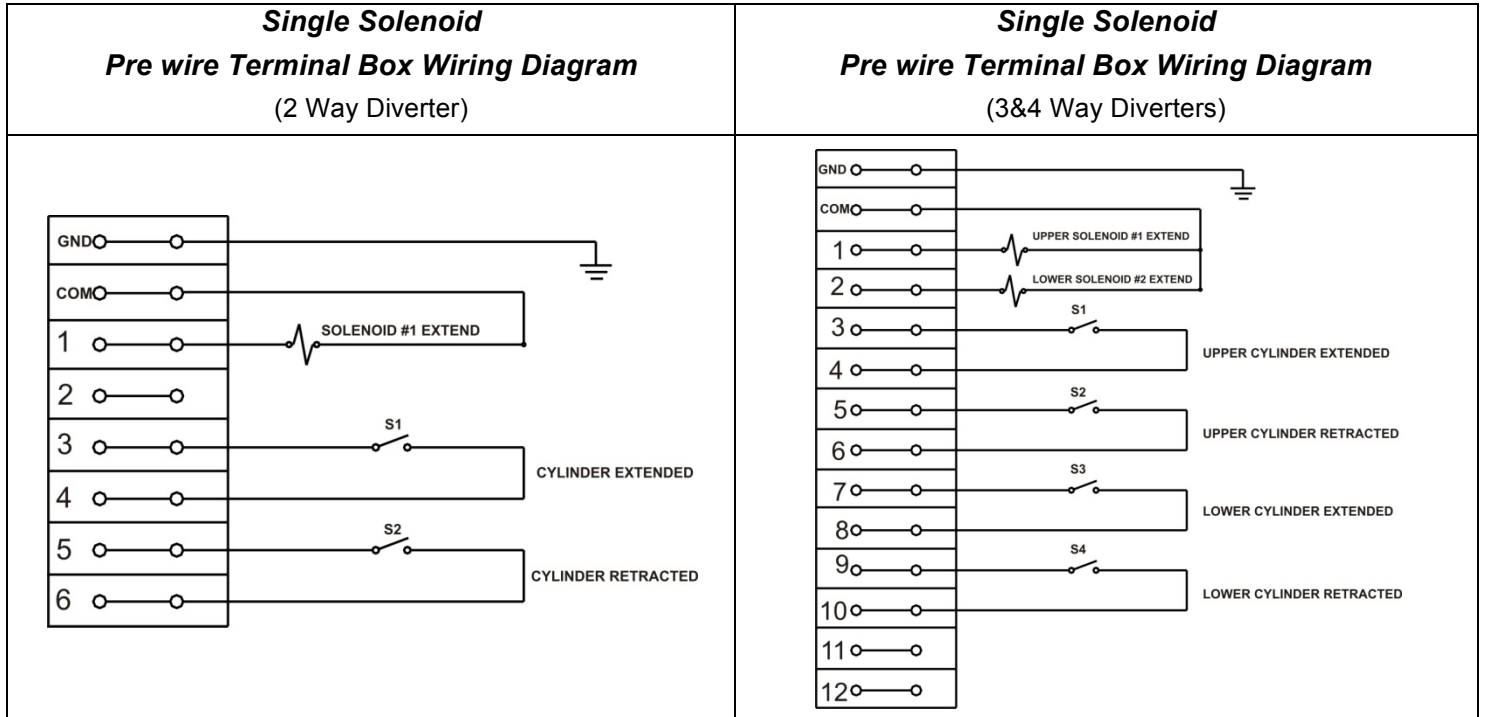 Single Solenoid
Pre wire Terminal Box Wiring Diagram
(2 Way Diverter)
GND
COM
1
SOLENOID #1 EXTEND
2
3
S1
CYLINDER EXTENDED
4
5
S2
CYLINDER RETRACTED
6
Single Solenoid
Pre wire Terminal Box Wiring Diagram
(3&4 Way Diverters)
GND
COM
1
UPPER SOLENOID #1 EXTEND
2
LOWER SOLENOID #2 EXTEND
3
S1
UPPER CYLINDER EXTENDED
4
5
S2
UPPER CYLINDER RETRACTED
6
7
S3
LOWER CYLINDER EXTENDED
8
9
S4
LOWER CYLINDER RETRACTED
10
11
12